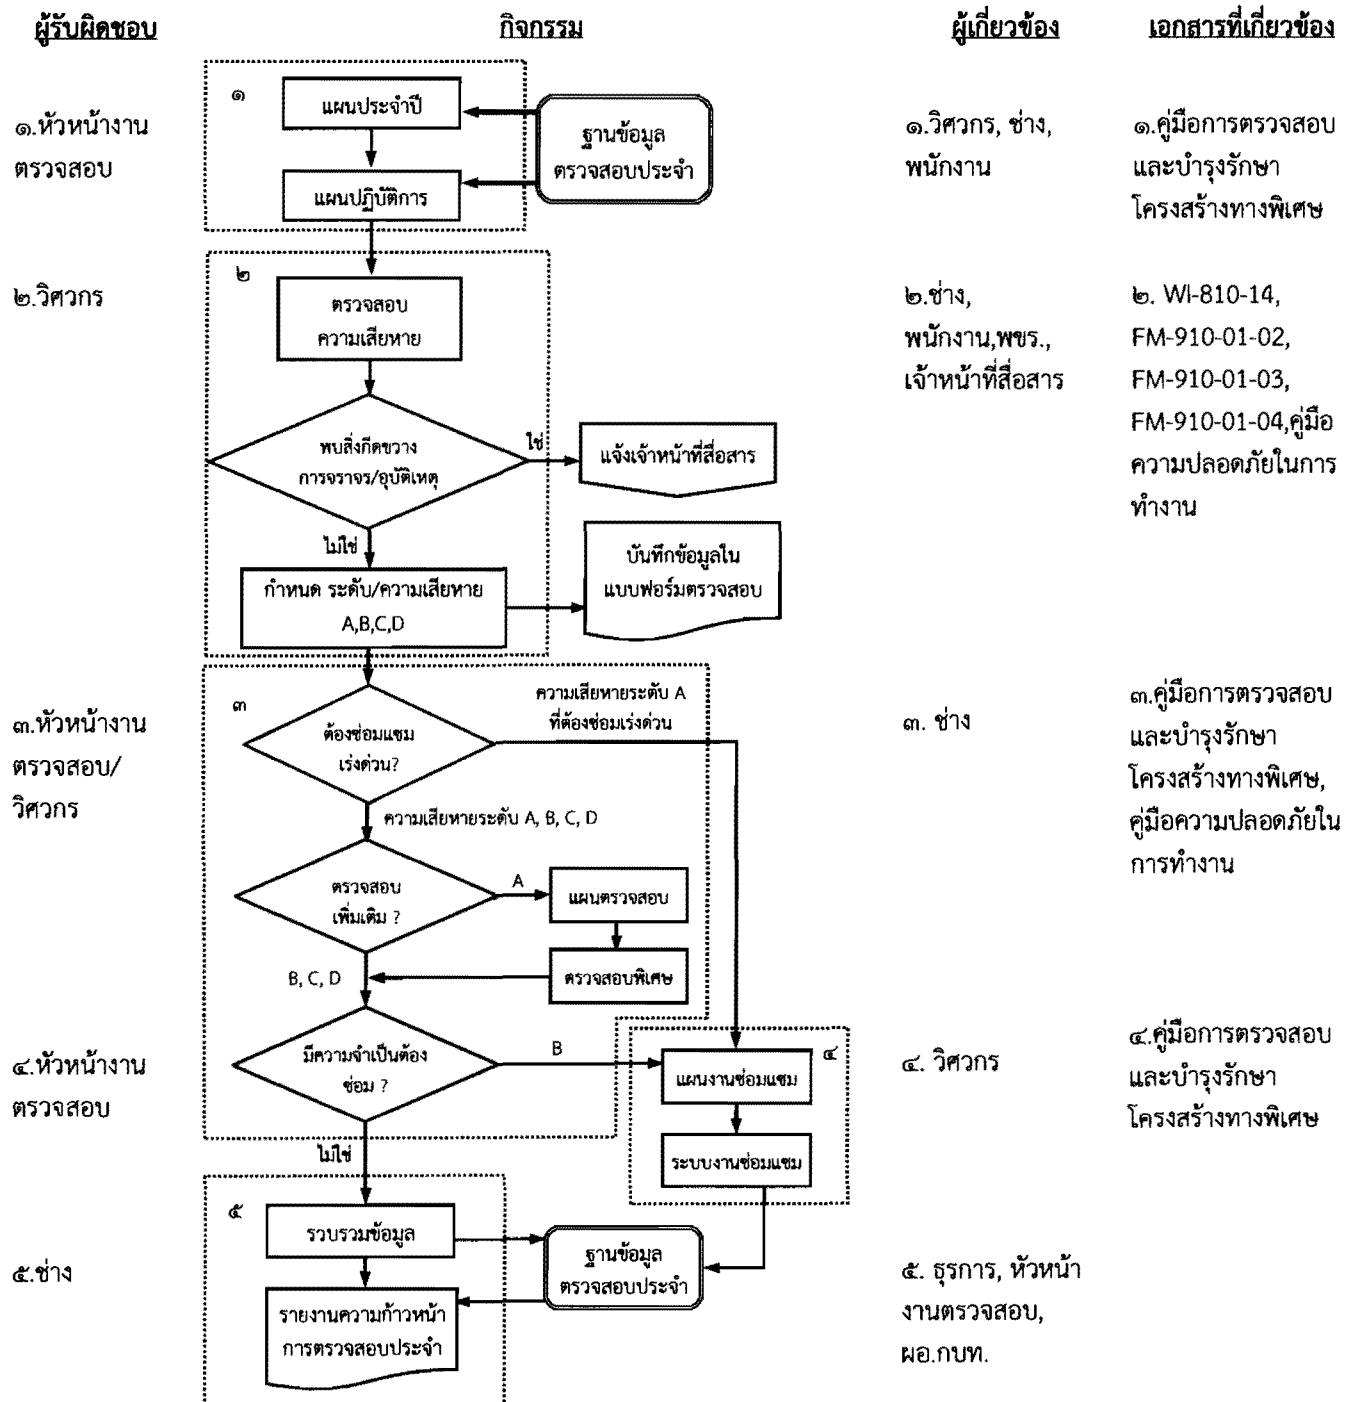 ผู้รับผิดชอบ
กิจกรรม
ผู้เกี่ยวข้อง
เอกสารที่เกี่ยวข้อง
๑.หัวหน้างาน
ตรวจสอบ
๑
แผนประจำปี
แผนปฏิบัติการ
ฐานข้อมูล
ตรวจสอบประจำ
๑.วิศวกร, ช่าง,
พนักงาน
๑.คู่มือการตรวจสอบ
และบำรุงรักษา
โครงสร้างทางพิเศษ
๒.วิศวกร
๒
ตรวจสอบ
ความเสียหาย
พบสิ่งกีดขวาง
การจราจร/อุบัติเหตุ
ใช่
แจ้งเจ้าหน้าที่สื่อสาร
ไม่ใช่
กำหนด ระดับ/ความเสียหาย
A,B,C,D
บันทึกข้อมูลใน
แบบฟอร์มตรวจสอบ
๒.ช่าง,
พนักงาน,พขร.,
เจ้าหน้าที่สื่อสาร
๒. WI-810-14,
FM-910-01-02,
FM-910-01-03,
FM-910-01-04,คู่มือ
ความปลอดภัยในการ
ทำงาน
๓.หัวหน้างาน
ตรวจสอบ/
วิศวกร
๓
ต้องซ่อมแซม
เร่งด่วน?
ความเสียหายระดับ A
ที่ต้องซ่อมเร่งด่วน
ความเสียหายระดับ A, B, C, D
ตรวจสอบ
เพิ่มเติม ?
A
แผนตรวจสอบ
ตรวจสอบพิเศษ
B, C, D
๓. ช่าง
๓.คู่มือการตรวจสอบ
และบำรุงรักษา
โครงสร้างทางพิเศษ,
คู่มือความปลอดภัยใน
การทำงาน
๔.หัวหน้างาน
ตรวจสอบ
มีความจำเป็นต้อง
ซ่อม ?
B
๔
แผนงานซ่อมแซม
ระบบงานซ่อมแซม
ไม่ใช่
๔. วิศวกร
๔.คู่มือการตรวจสอบ
และบำรุงรักษา
โครงสร้างทางพิเศษ
๕.ช่าง
๕
รวบรวมข้อมูล
รายงานความก้าวหน้า
การตรวจสอบประจำ
ฐานข้อมูล
ตรวจสอบประจำ
๕. ธุรการ, หัวหน้า
งานตรวจสอบ,
ผอ.กบท.